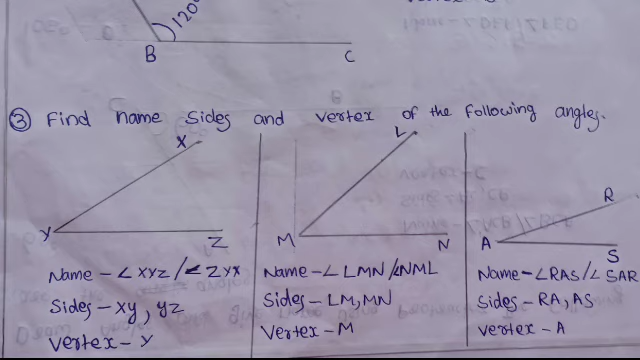 120°
B C
③ Find name sides and vertex of the following angles.
X
Y Z
Name - ∠XYZ / ∠ZYX
Sides - XY, YZ
Vertex - Y
L
M N
Name - ∠LMN / ∠NML
Sides - LM, MN
Vertex - M
R
A S
Name - ∠RAS / ∠SAR
Sides - RA, AS
Vertex - A